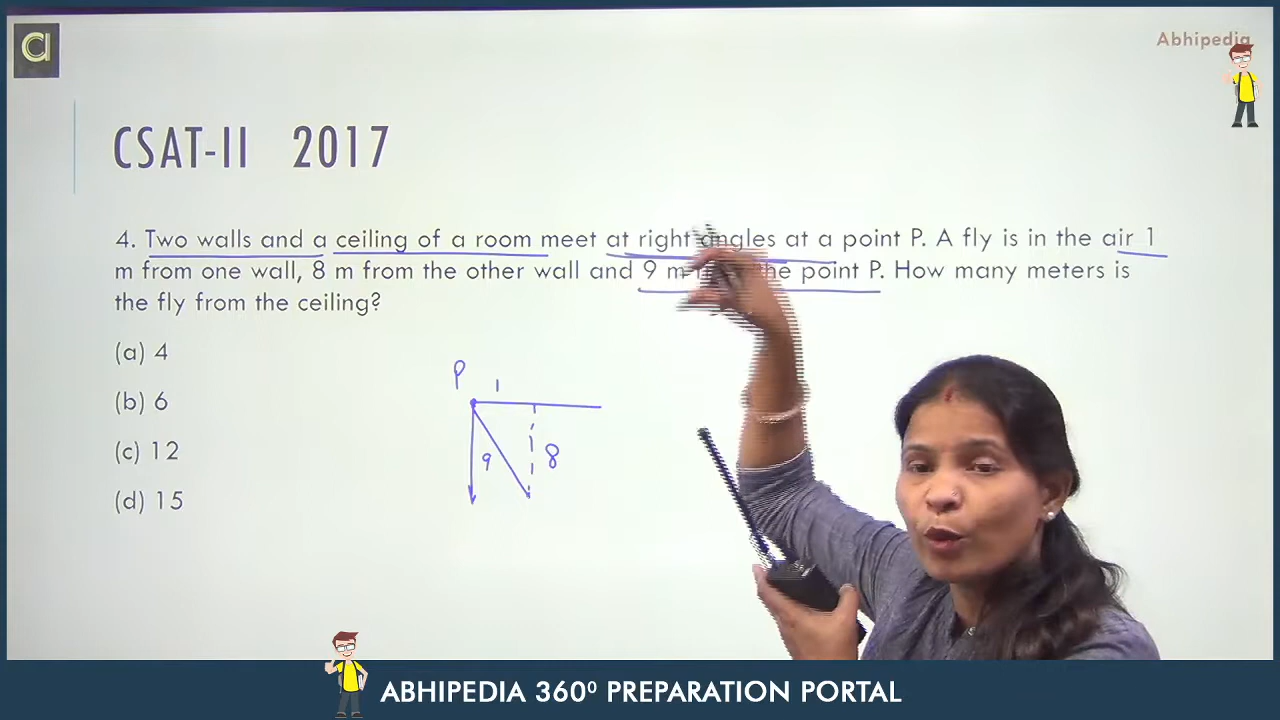 Abhipedia
CSAT-II 2017
4. Two walls and a ceiling of a room meet at right angles at a point P. A fly is in the air 1
m from one wall, 8 m from the other wall and 9 m the point P. How many meters is
the fly from the ceiling?
(a) 4
(b) 6
(c) 12
(d) 15
P
1
9
8
ABHIPEDIA 360⁰ PREPARATION PORTAL